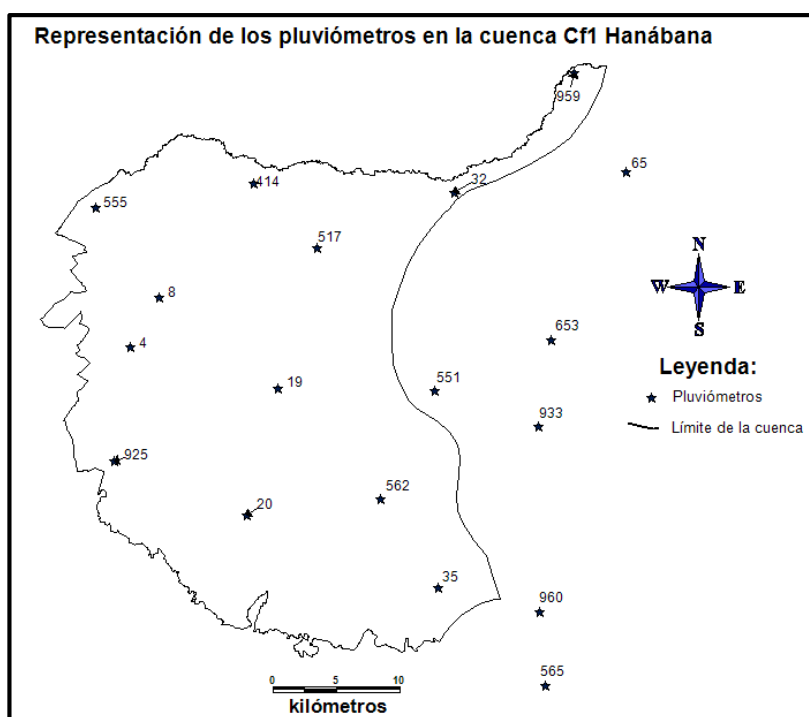 Representación de los pluviómetros en la cuenca Cf1 Hanábana
959
65
32
414
555
517
N
W E
S
8
653
4
Leyenda:
19
551
Pluviómetros
933
Límite de la cuenca
925
562
20
35
960
565
0 5 10
kilómetros